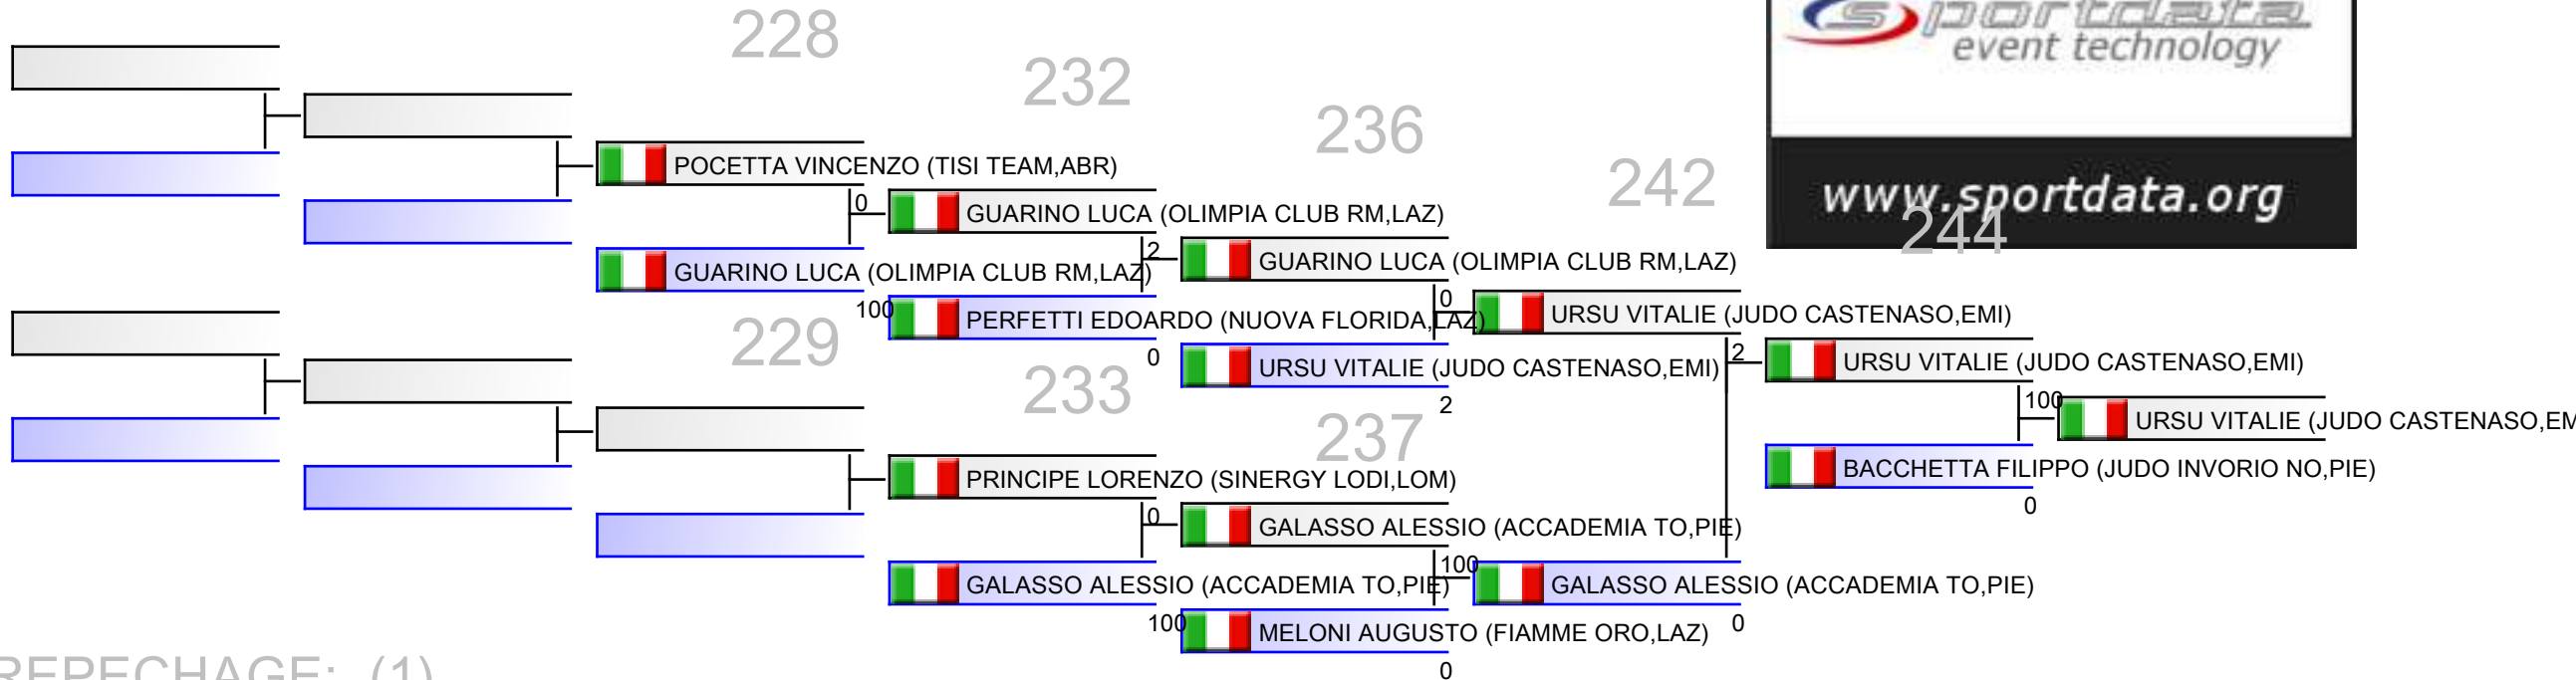 sportdata
event technology
www.sportdata.org
228
232
236
242
244
POCETTA VINCENZO (TISI TEAM,ABR)
0
GUARINO LUCA (OLIMPIA CLUB RM,LAZ)
GUARINO LUCA (OLIMPIA CLUB RM,LAZ)
100
2
GUARINO LUCA (OLIMPIA CLUB RM,LAZ)
PERFETTI EDOARDO (NUOVA FLORIDA,LAZ)
0
0
URSU VITALIE (JUDO CASTENASO,EMI)
URSU VITALIE (JUDO CASTENASO,EMI)
2
2
URSU VITALIE (JUDO CASTENASO,EMI)
100
URSU VITALIE (JUDO CASTENASO,EM
BACCHETTA FILIPPO (JUDO INVORIO NO,PIE)
0
229
233
237
PRINCIPE LORENZO (SINERGY LODI,LOM)
0
GALASSO ALESSIO (ACCADEMIA TO,PIE)
GALASSO ALESSIO (ACCADEMIA TO,PIE)
100
100
GALASSO ALESSIO (ACCADEMIA TO,PIE)
0
MELONI AUGUSTO (FIAMME ORO,LAZ)
0
REPECHAGE: (1)